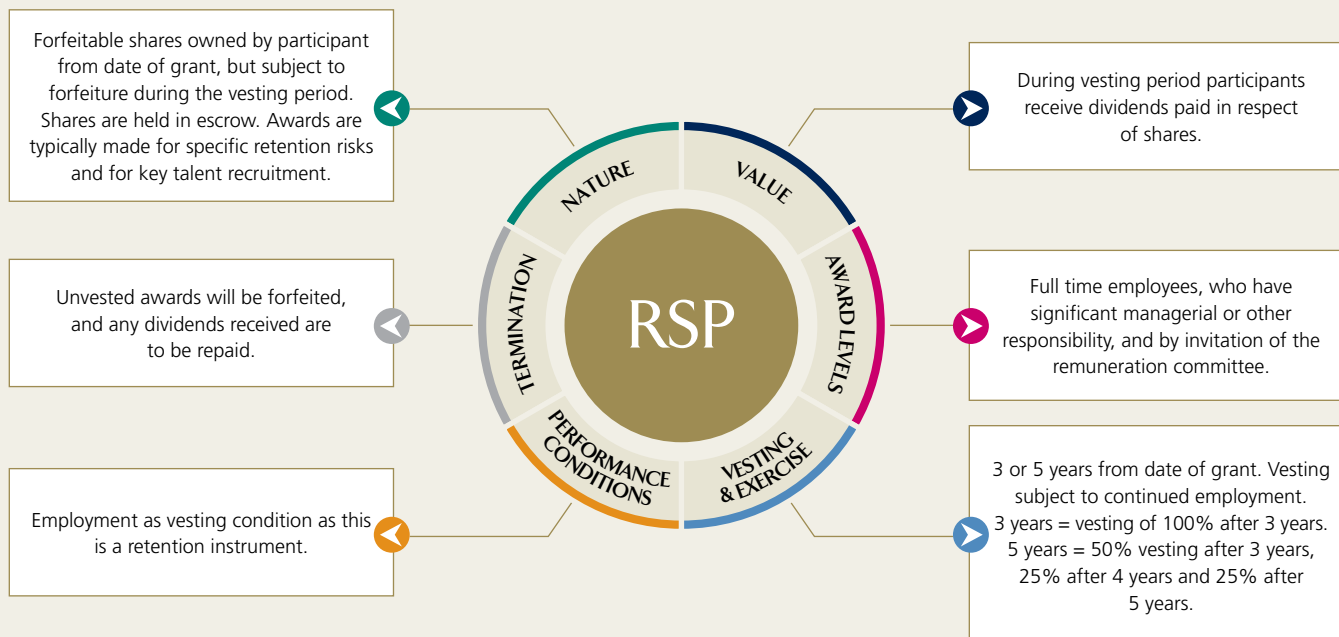 Forfeitable shares owned by participant
from date of grant, but subject to
forfeiture during the vesting period.
Shares are held in escrow. Awards are
typically made for specific retention risks
and for key talent recruitment.
During vesting period participants
receive dividends paid in respect
of shares.
NATURE
VALUE
Unvested awards will be forfeited,
and any dividends received are
to be repaid.
TERMINATION
RSP
AWARD LEVELS
Full time employees, who have
significant managerial or other
responsibility, and by invitation of the
remuneration committee.
PERFORMANCE
CONDITIONS
VESTING
& EXERCISE
Employment as vesting condition as this
is a retention instrument.
3 or 5 years from date of grant. Vesting
subject to continued employment.
3 years = vesting of 100% after 3 years.
5 years = 50% vesting after 3 years,
25% after 4 years and 25% after
5 years.